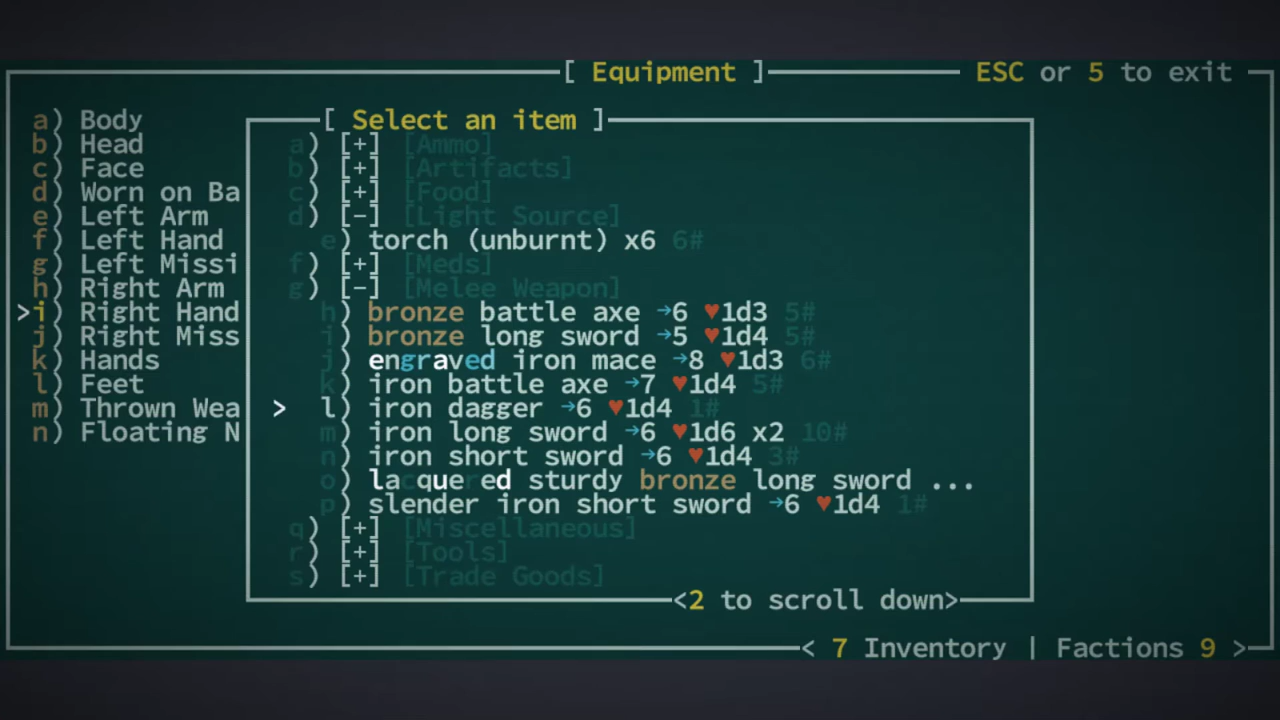 [ Equipment ] ESC or 5 to exit
a) Body
b) Head
c) Face
d) Worn on Ba
e) Left Arm
f) Left Hand
g) Left Missi
h) Right Arm
>i) Right Hand
j) Right Miss
k) Hands
l) Feet
m) Thrown Wea
n) Floating N
[ Select an item ]
a) [+] [Ammo]
b) [+] [Artifacts]
c) [+] [Food]
d) [-] [Light Source]
e) torch (unburnt) x6 6#
f) [+] [Meds]
g) [-] [Melee Weapon]
h) bronze battle axe →6 ♥1d3 5#
i) bronze long sword →5 ♥1d4 5#
j) engraved iron mace →8 ♥1d3 6#
k) iron battle axe →7 ♥1d4 5#
> l) iron dagger →6 ♥1d4 1#
m) iron long sword →6 ♥1d6 x2 10#
n) iron short sword →6 ♥1d4 3#
o) lacquered sturdy bronze long sword ...
p) slender iron short sword →6 ♥1d4 1#
q) [+] [Miscellaneous]
r) [+] [Tools]
s) [+] [Trade Goods]
<2 to scroll down>
< 7 Inventory | Factions 9 >